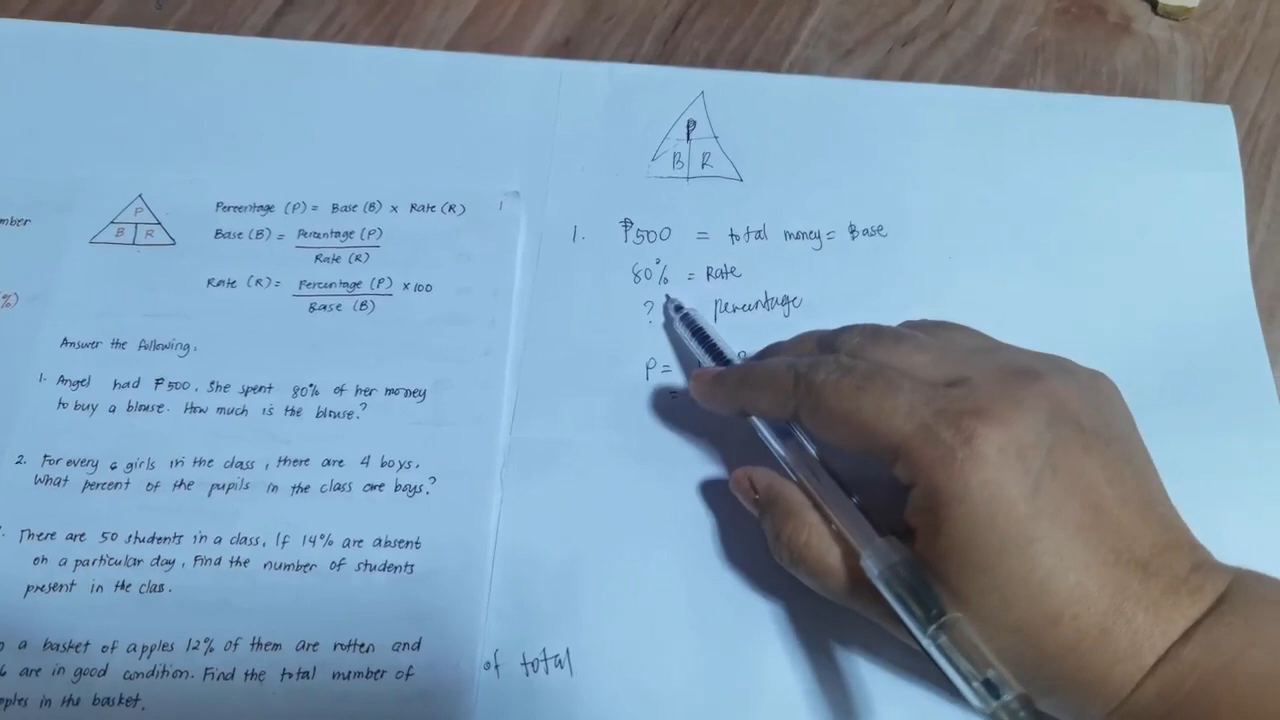 mber
%)
P
B R
Percentage (P) = Base (B) × Rate (R)
Base (B) = Percentage (P)
Rate (R)
Rate (R) = Percentage (P) × 100
Base (B)
Answer the following:
1. Angel had ₱500. She spent 80% of her money
to buy a blouse. How much is the blouse?
2. For every 6 girls in the class, there are 4 boys.
What percent of the pupils in the class are boys?
There are 50 students in a class. If 14% are absent
on a particular day, Find the number of students
present in the class.
a basket of apples 12% of them are rotten and
are in good condition. Find the total number of
pples in the basket.
P
B R
1. ₱500 = total money = Base
80% = Rate
? percentage
P =
=
of total